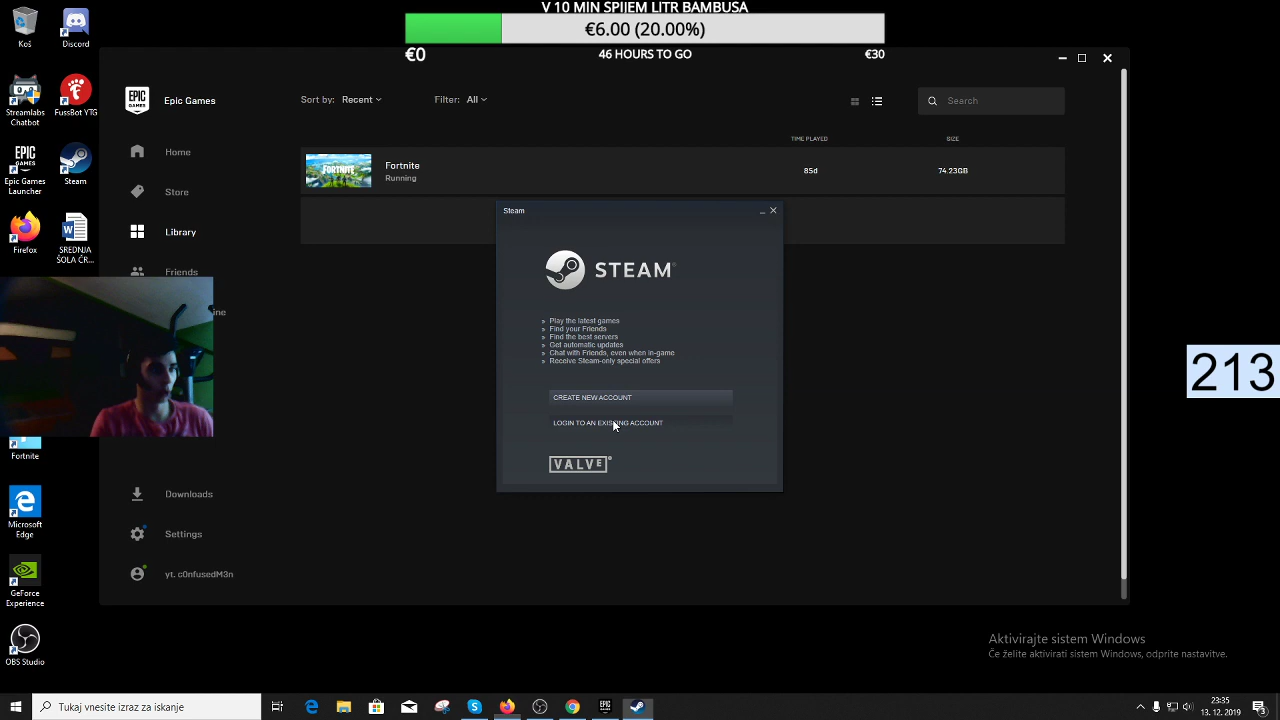 V 10 MIN SPIJEM LITR BAMBUSA
€6.00 (20.00%)
€0
46 HOURS TO GO
€30
Koš
Discord
Streamlabs
Chatbot
FussBot YTG
Epic Games
Launcher
Steam
Firefox
SREDNJA
ŠOLA ČR...
Fortnite
Microsoft
Edge
GeForce
Experience
OBS Studio
EPIC
GAMES
Epic Games
Home
Store
Library
Friends
ine
Downloads
Settings
yt. c0nfusedM3n
Sort by: Recent
Filter: All
Search
TIME PLAYED
SIZE
FORTNITE
Fortnite
Running
85d
74.23GB
Steam
STEAM®
» Play the latest games
» Find your Friends
» Find the best servers
» Get automatic updates
» Chat with Friends, even when in-game
» Receive Steam-only special offers
CREATE NEW ACCOUNT
LOGIN TO AN EXISTING ACCOUNT
VALVE®
213
Aktivirajte sistem Windows
Če želite aktivirati sistem Windows, odprite nastavitve.
Tukaj vnesite izraz za iskanje
23:35
13. 12. 2019